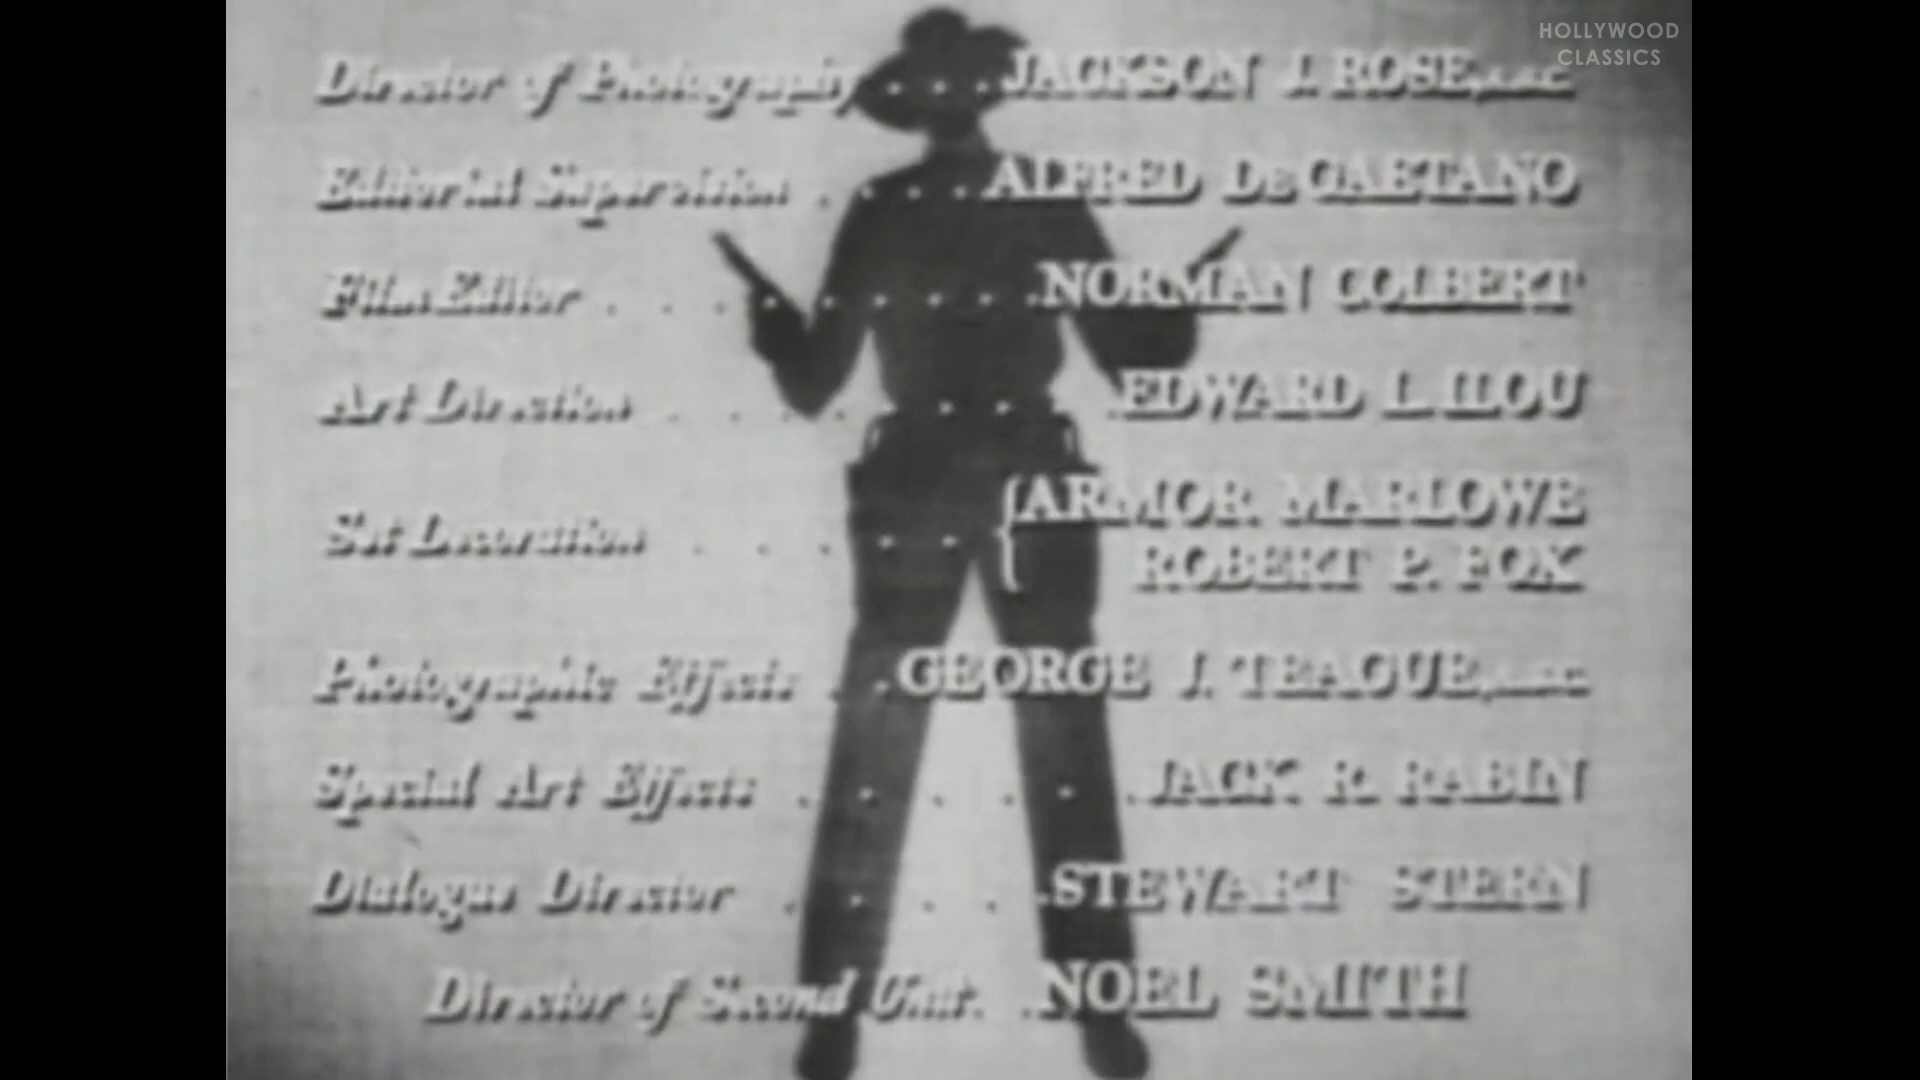 HOLLYWOOD
CLASSICS
Director of Photography . . . JACKSON J. ROSE, A.S.C.
Editorial Supervision . . . . ALFRED DE GAETANO
Film Editor . . . . . . . . . NORMAN COLBERT
Art Direction . . . . . . . . EDWARD L. ILOU
Set Decoration . . . . . { ARMOR MARLOWE
ROBERT P. FOX
Photographic Effects . . GEORGE J. TEAGUE, A.S.C.
Special Art Effects . . . . . . JACK R. RABIN
Dialogue Director . . . . . STEWART STERN
Director of Second Unit . . NOEL SMITH